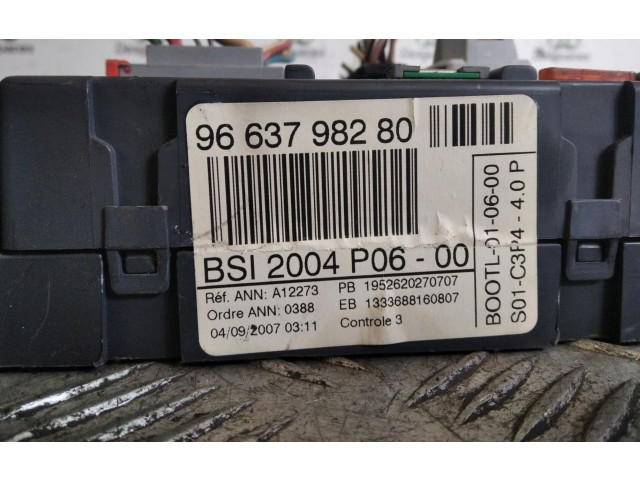 96 637 982 80
BSI 2004 P06 - 00
Réf. ANN: A12273 PB 1952620270707
Ordre ANN: 0388 EB 1333688160807
04/09/2007 03:11 Controle 3
BOOTL-01-06-00
S01-C3P4 - 4.0 P